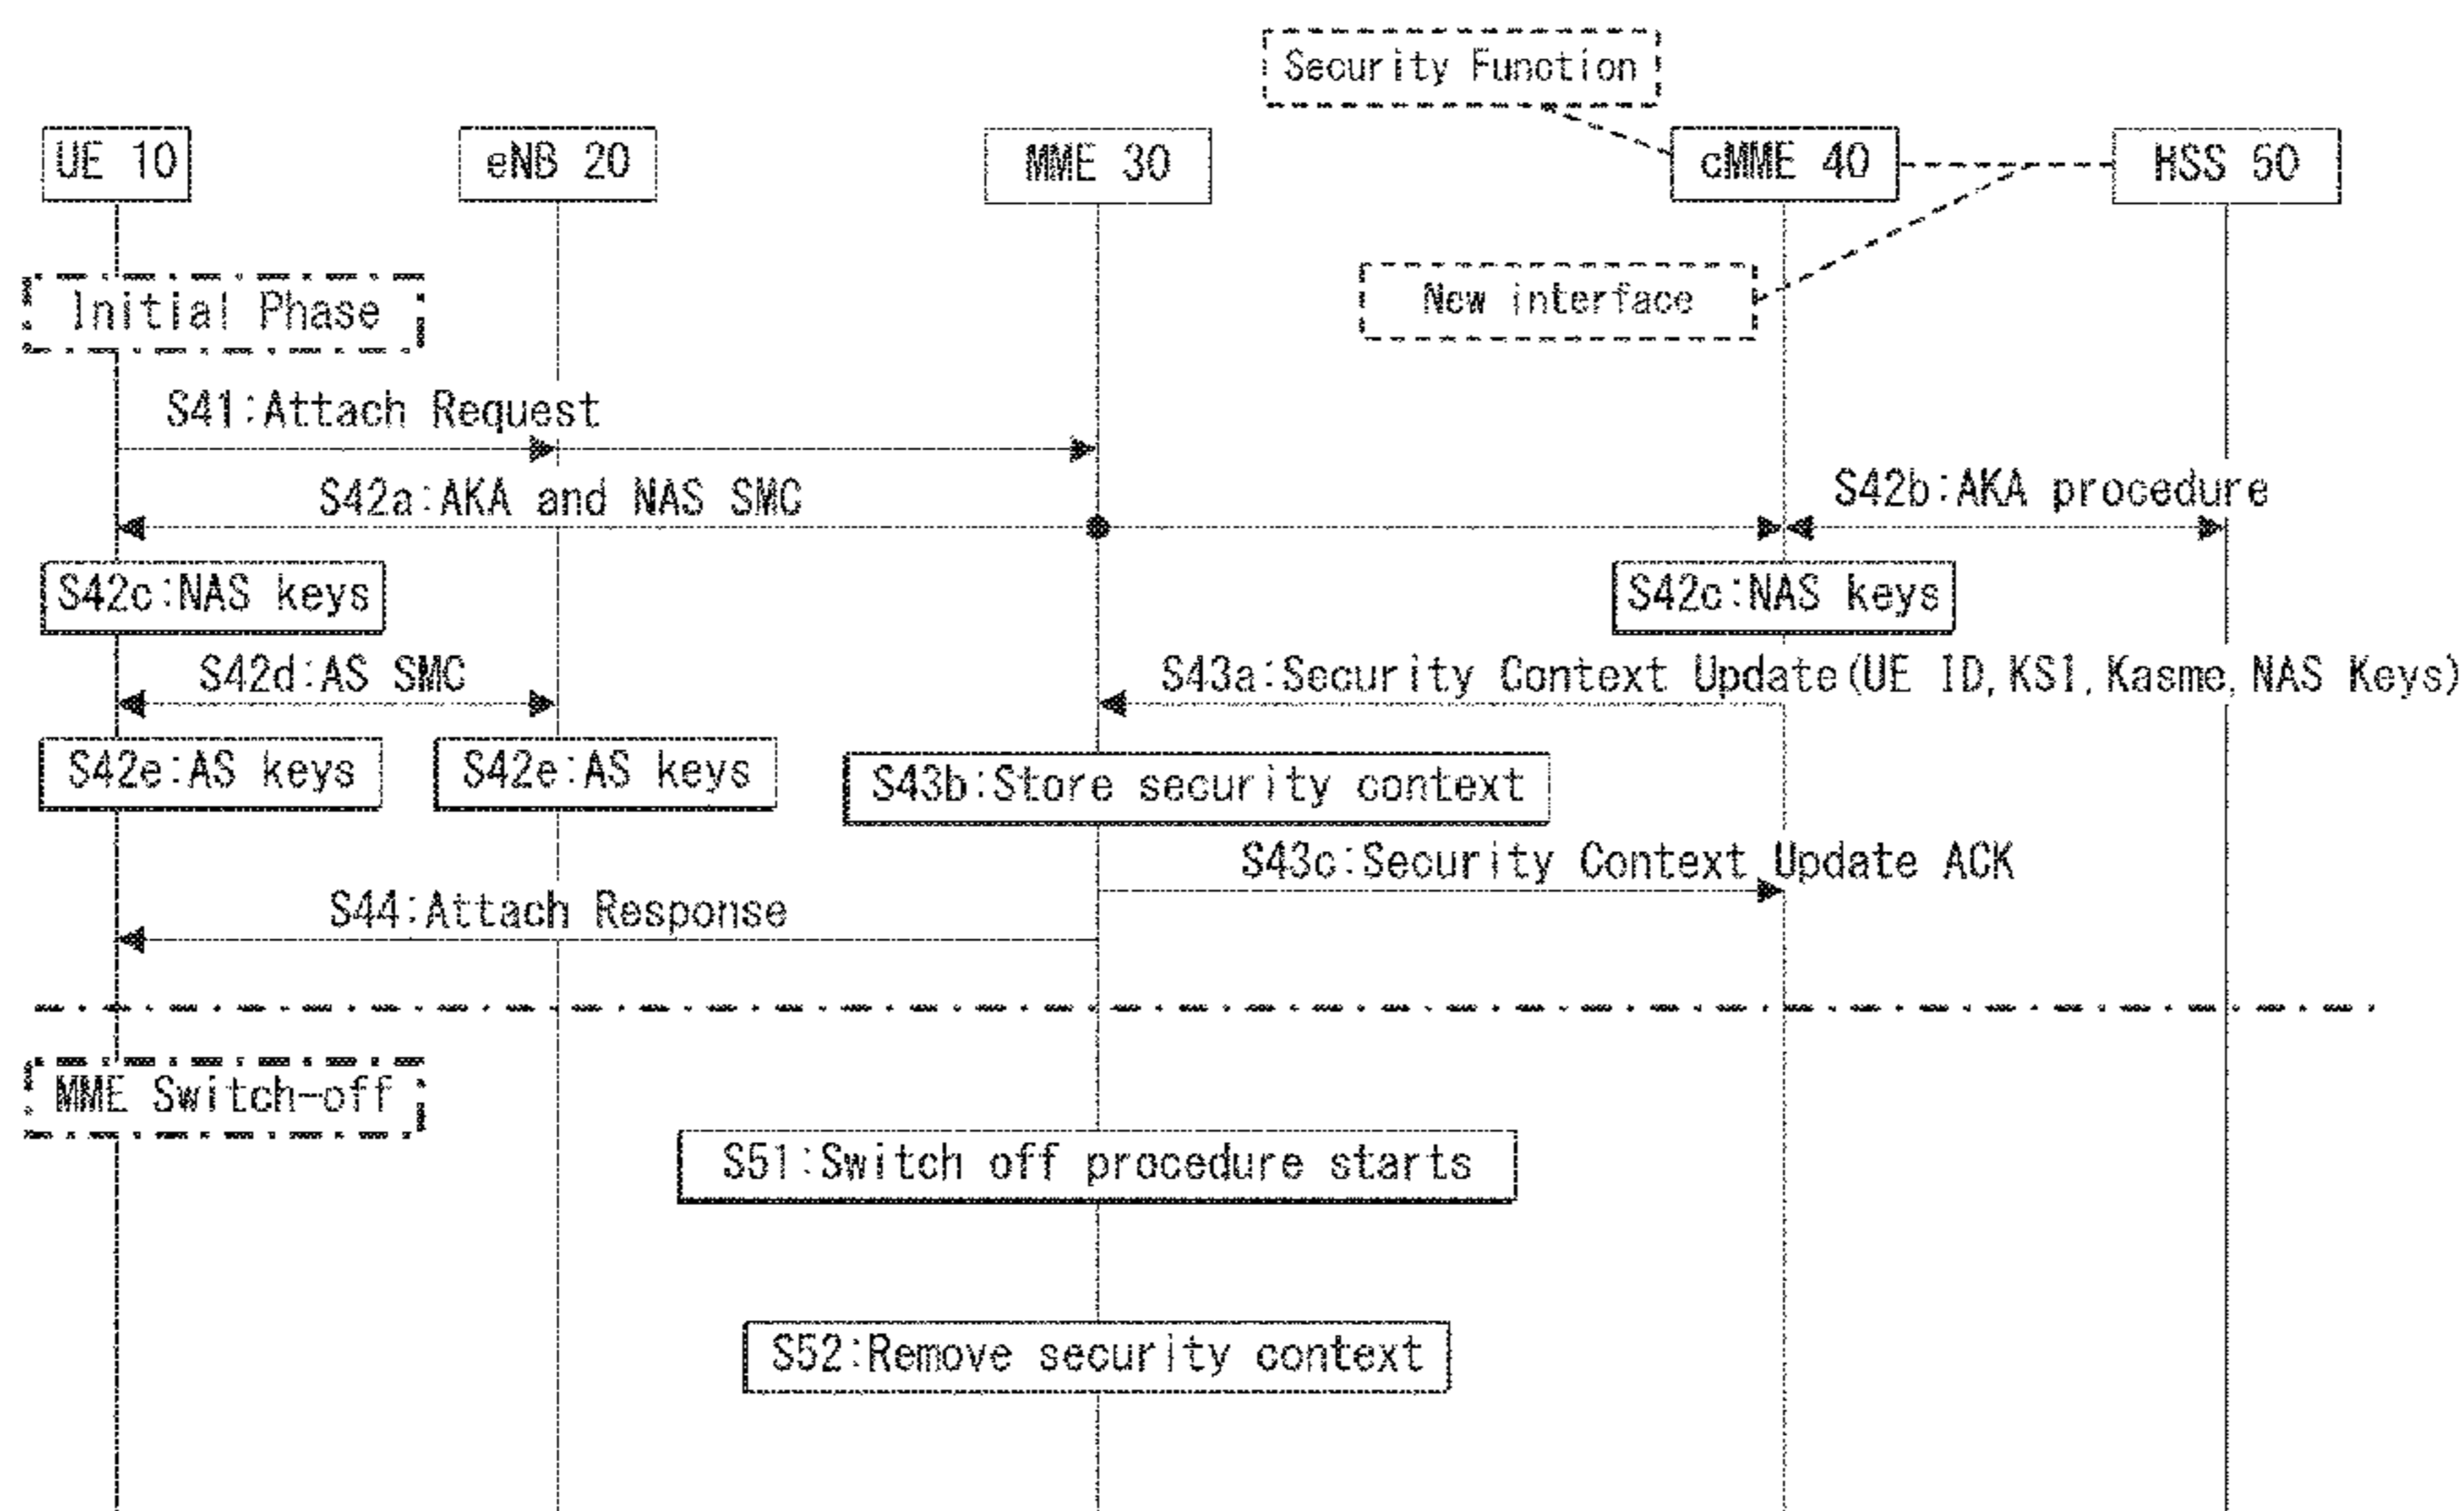 Security Function
UE 10
eNB 20
MME 30
cMME 40
HSS 50
Initial Phase
New interface
S41:Attach Request
S42a:AKA and NAS SMC
S42b:AKA procedure
S42c:NAS keys
S42c:NAS keys
S42d:AS SMC
S43a:Security Context Update(UE ID,KSI,Kasme,NAS Keys)
S42e:AS keys
S42e:AS keys
S43b:Store security context
S43c:Security Context Update ACK
S44:Attach Response
MME Switch-off
S51:Switch off procedure starts
S52:Remove security context